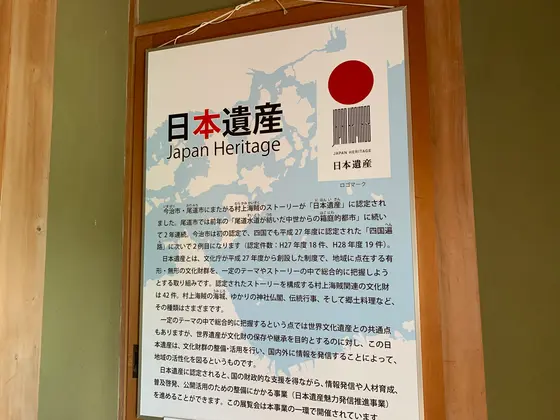 日本遺産
Japan Heritage
JAPAN HERITAGE
日本遺産
ロゴマーク
今治市・尾道市にまたがる村上海賊のストーリーが「日本遺産」に認定され
ました。尾道市では前年の「尾道水道が紡いだ中世からの箱庭的都市」に続い
て2年連続、今治市は初の認定で、四国でも平成27年度に認定された「四国遍
路」に次いで2例目になります（認定件数：H27年度18件、H28年度19件）。
日本遺産とは、文化庁が平成27年度から創設した制度で、地域に点在する有
形・無形の文化財群を、一定のテーマやストーリーの中で総合的に把握しよう
とする取り組みです。認定されたストーリーを構成する村上海賊関連の文化財
は42件。村上海賊の海城、ゆかりの神社仏閣、伝統行事、そして郷土料理など、
その種類はさまざまです。
一定のテーマの中で総合的に把握するという点では世界文化遺産との共通点
もありますが、世界遺産が文化財の保存や継承を目的とするのに対し、この日
本遺産は、文化財群の整備・活用を行い、国内外に情報を発信することによって、
地域の活性化を図るというものです。
日本遺産に認定されると、国の財政的な支援を得ながら、情報発信や人材育成、
普及啓発、公開活用のための整備にかかる事業（日本遺産魅力発信推進事業）
を進めることができます。この展覧会は本事業の一環で開催されています